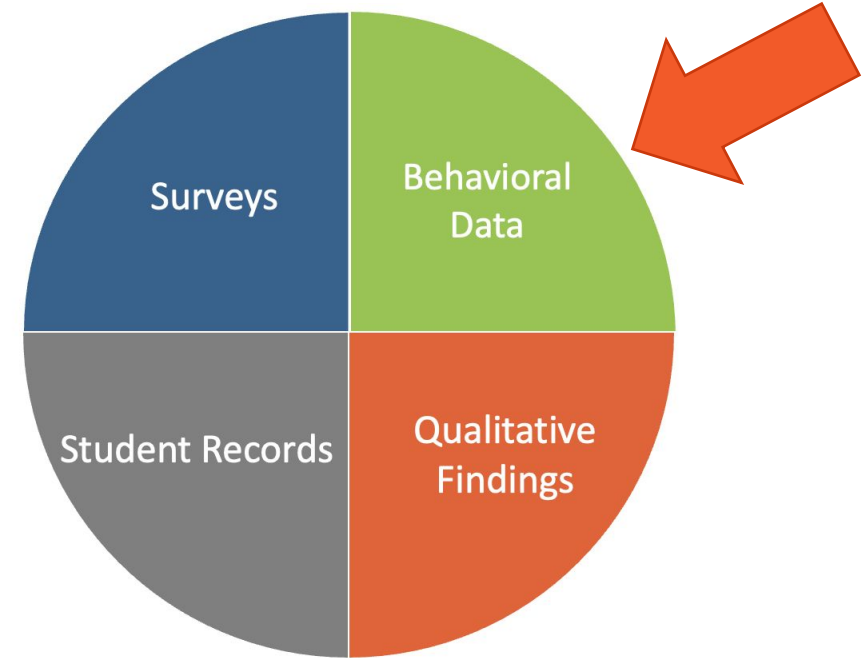 Surveys
Behavioral
Data
Student Records
Qualitative
Findings